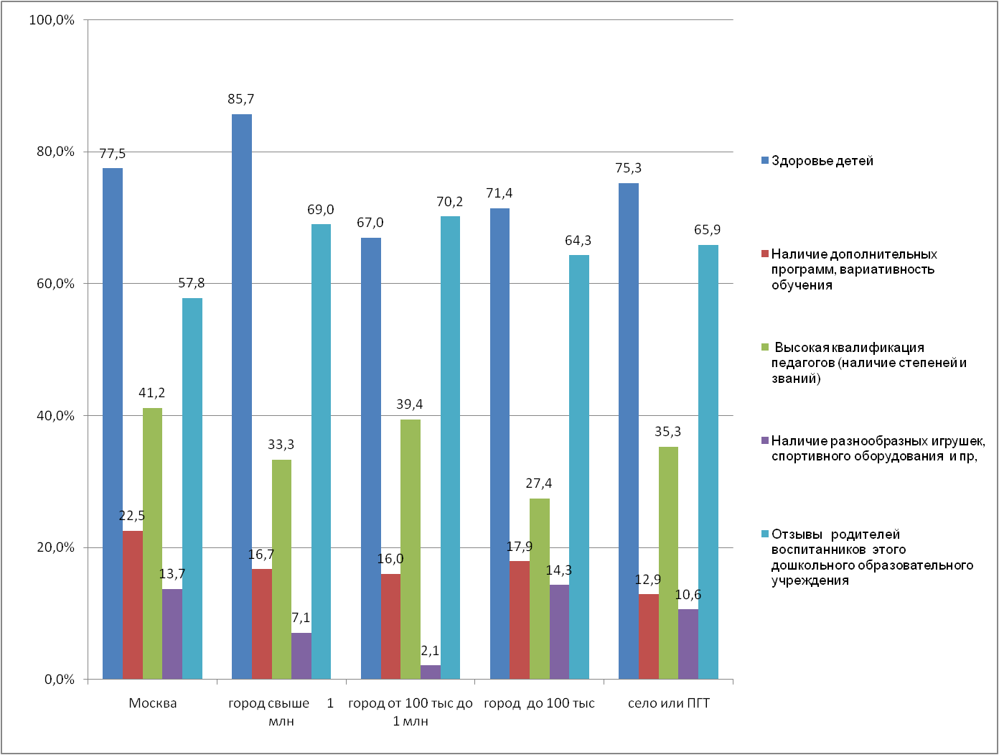 100,0%
80,0%
60,0%
40,0%
20,0%
0,0%
77,5
22,5
41,2
13,7
57,8
85,7
16,7
33,3
7,1
69,0
67,0
16,0
39,4
2,1
70,2
71,4
17,9
27,4
14,3
64,3
75,3
12,9
35,3
10,6
65,9
Москва
город свыше 1
млн
город от 100 тыс до
1 млн
город до 100 тыс
село или ПГТ
Здоровье детей
Наличие дополнительных
программ, вариативность
обучения
Высокая квалификация
педагогов (наличие степеней и
званий)
Наличие разнообразных игрушек,
спортивного оборудования и пр,
Отзывы родителей
воспитанников этого
дошкольного образовательного
учреждения